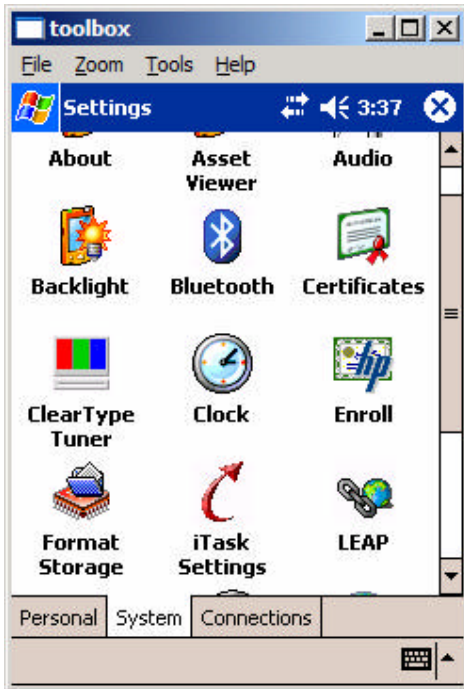 toolbox
File Zoom Tools Help
Settings 3:37
About Asset Viewer Audio
Backlight Bluetooth Certificates
ClearType Tuner Clock Enroll
hp
Format Storage iTask Settings LEAP
Personal System Connections